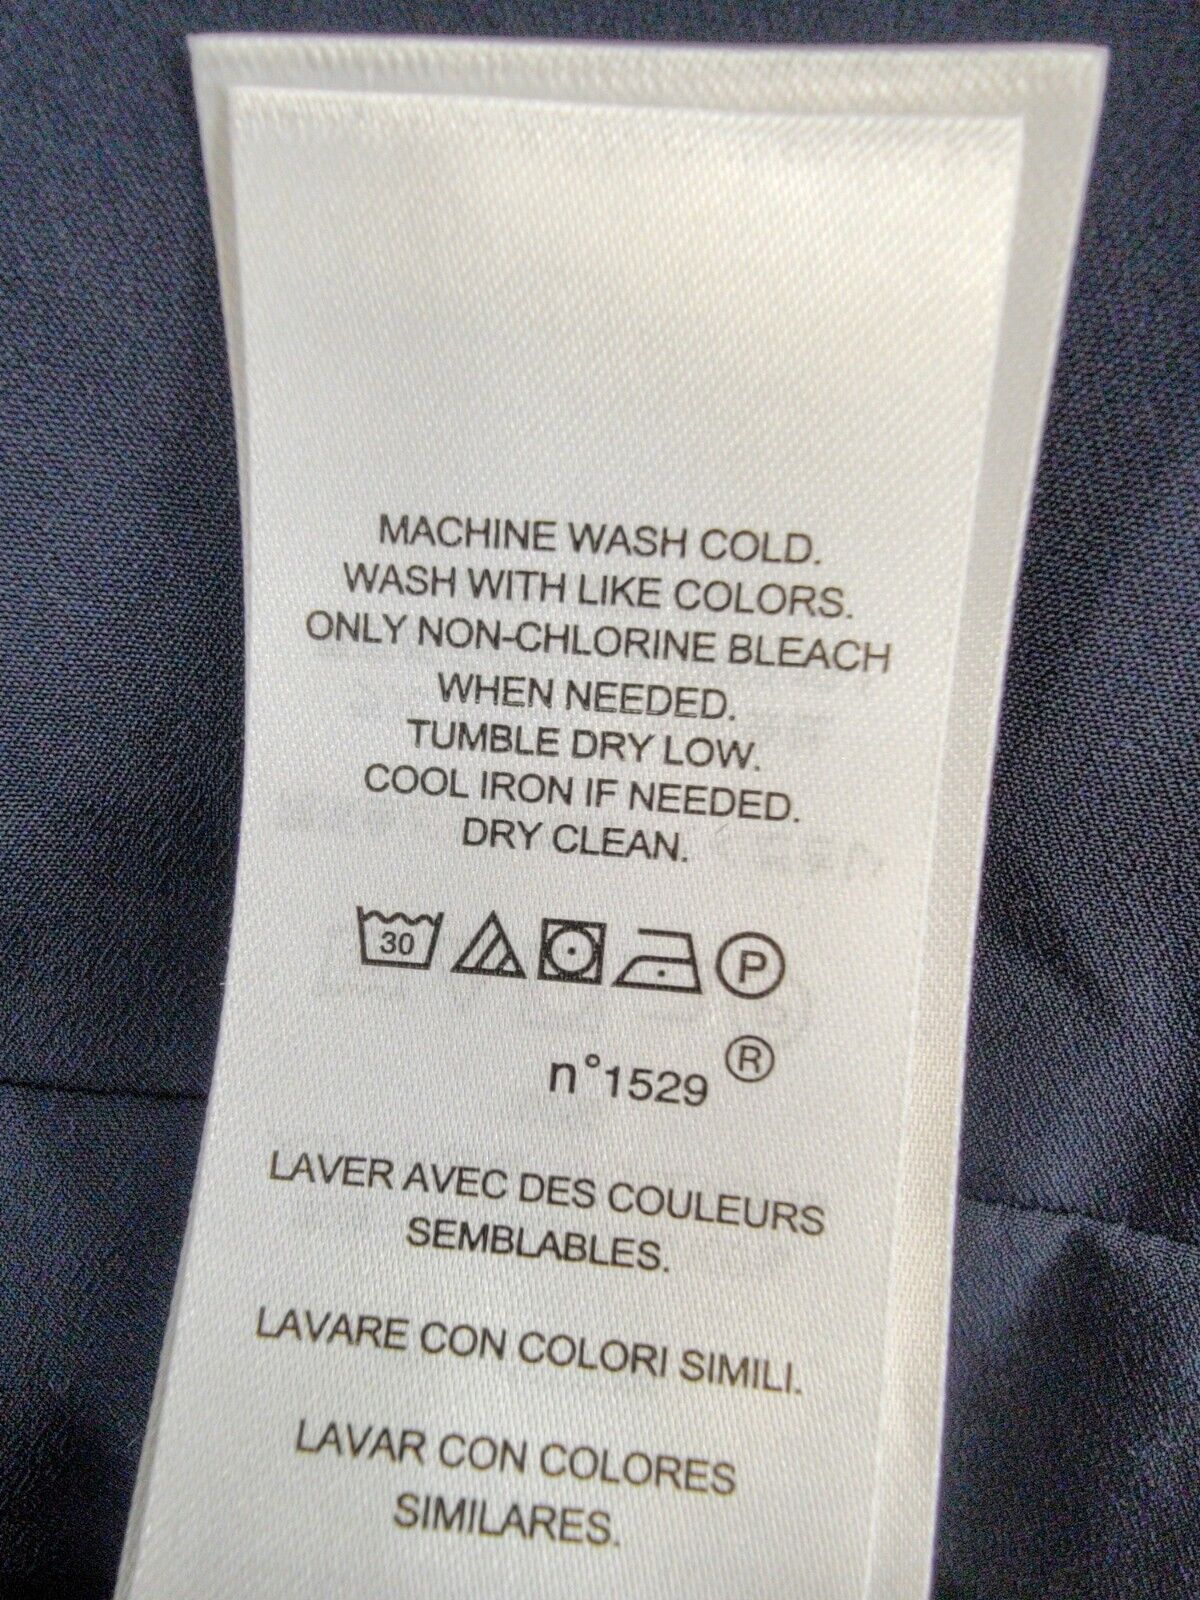 MACHINE WASH COLD.
WASH WITH LIKE COLORS.
ONLY NON-CHLORINE BLEACH
WHEN NEEDED.
TUMBLE DRY LOW.
COOL IRON IF NEEDED.
DRY CLEAN.
30 P
n°1529 ®
LAVER AVEC DES COULEURS
SEMBLABLES.
LAVARE CON COLORI SIMILI.
LAVAR CON COLORES
SIMILARES.